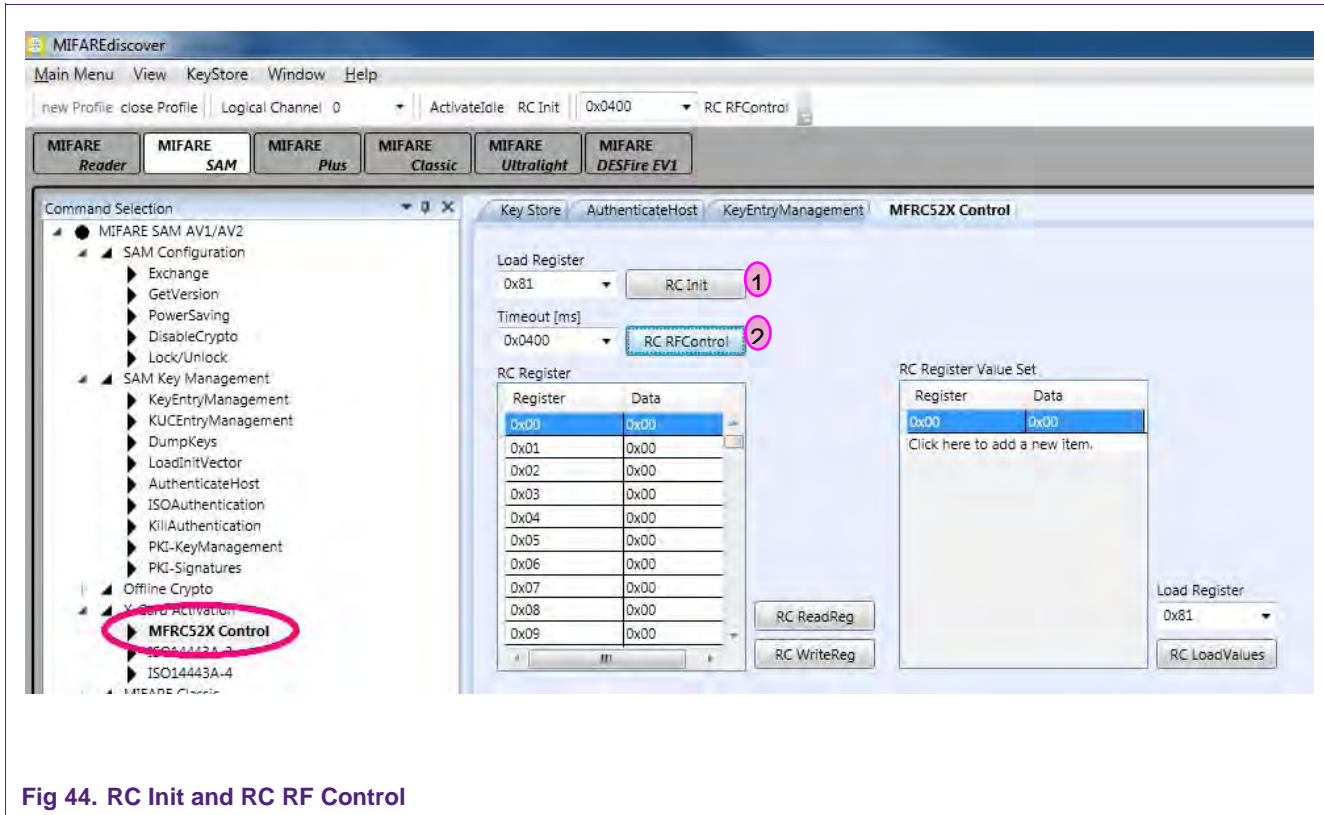 MIFAREdiscover
Main Menu View KeyStore Window Help
new Profile close Profile Logical Channel 0 ActivateIdle RC Init 0x0400 RC RFControl
MIFARE Reader MIFARE SAM MIFARE Plus MIFARE Classic MIFARE Ultralight MIFARE DESFire EV1
Command Selection
MIFARE SAM AV1/AV2
SAM Configuration
Exchange
GetVersion
PowerSaving
DisableCrypto
Lock/Unlock
SAM Key Management
KeyEntryManagement
KUCEntryManagement
DumpKeys
LoadInitVector
AuthenticateHost
ISOAuthentication
KillAuthentication
PKI-KeyManagement
PKI-Signatures
Offline Crypto
X-Card Activation
MFRC52X Control
ISO14443A-3
ISO14443A-4
MIFARE Classic
Key Store AuthenticateHost KeyEntryManagement MFRC52X Control
Load Register
0x81 RC Init 1
Timeout [ms]
0x0400 RC RFControl 2
RC Register
Register Data
0x00 0x00
0x01 0x00
0x02 0x00
0x03 0x00
0x04 0x00
0x05 0x00
0x06 0x00
0x07 0x00
0x08 0x00
0x09 0x00
RC ReadReg
RC WriteReg
RC Register Value Set
Register Data
0x00 0x00
Click here to add a new item.
Load Register
0x81
RC LoadValues
Fig 44. RC Init and RC RF Control